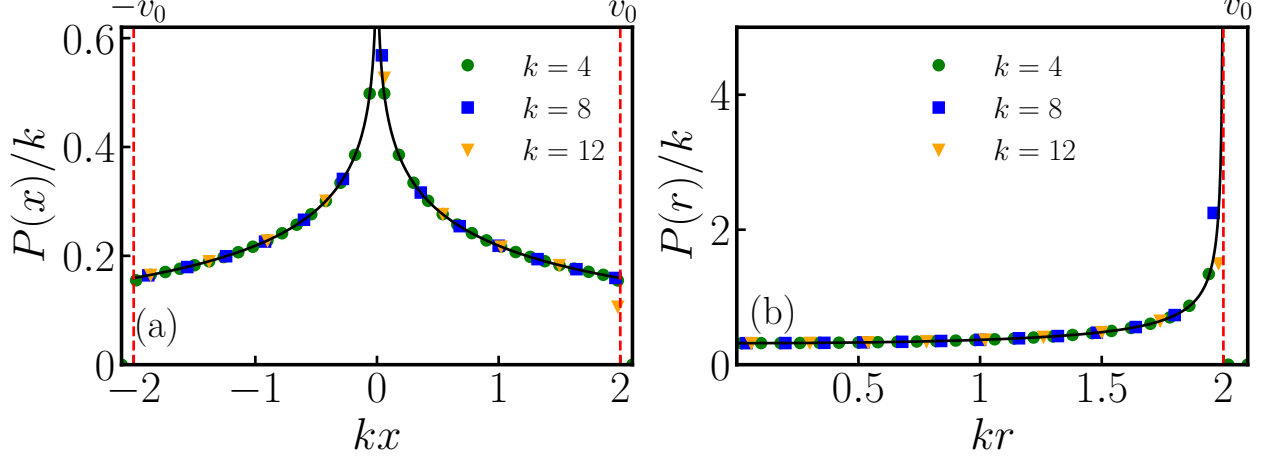 −v₀
v₀
P(x)/k
0.6
0.4
0.2
0
k = 4
k = 8
k = 12
(a)
−2
−1
0
1
2
kx
v₀
P(r)/k
4
2
0
k = 4
k = 8
k = 12
(b)
0.5
1
1.5
2
kr